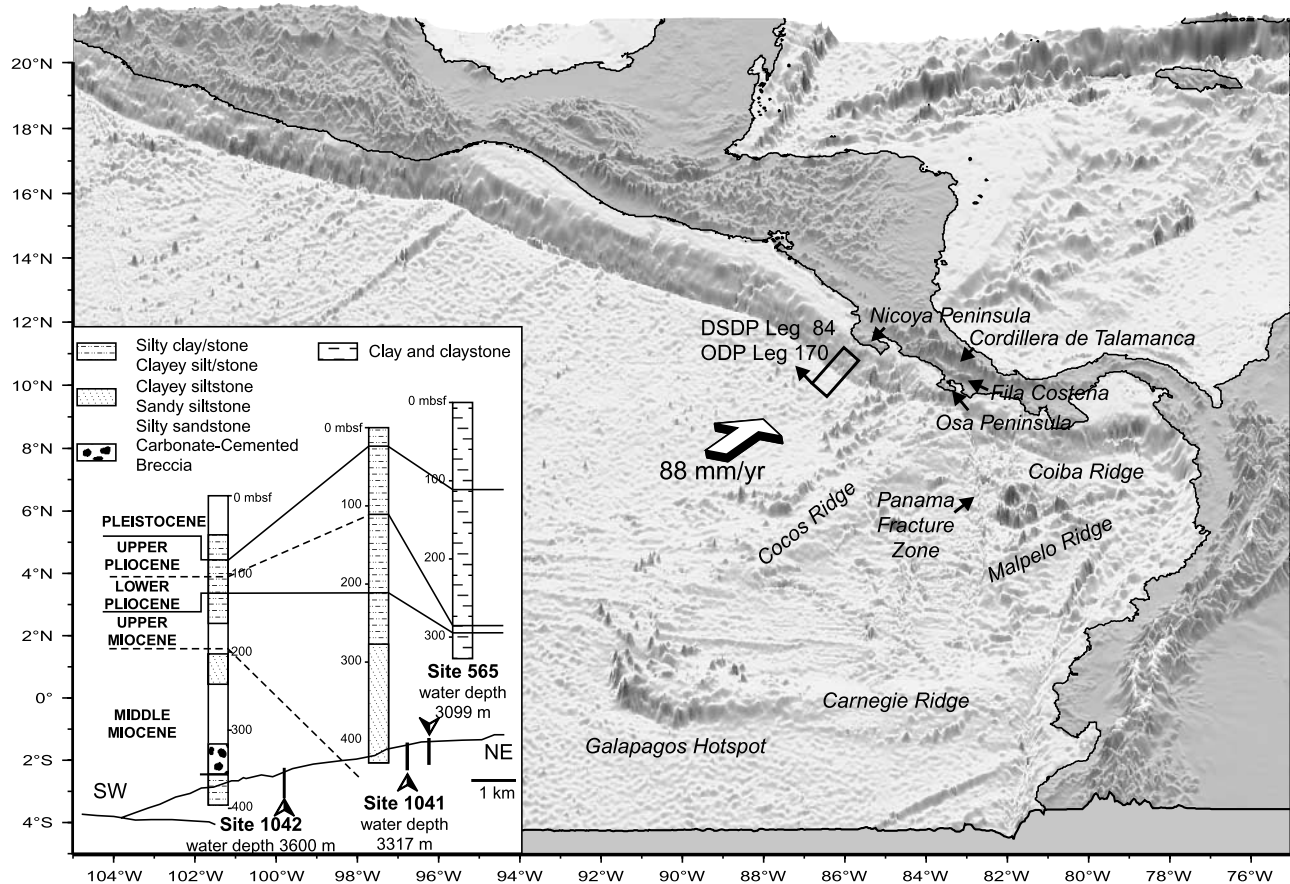 20°N
18°N
16°N
14°N
12°N
10°N
8°N
6°N
4°N
2°N
0°
2°S
4°S
104°W
102°W
100°W
98°W
96°W
94°W
92°W
90°W
88°W
86°W
84°W
82°W
80°W
78°W
76°W
DSDP Leg 84
ODP Leg 170
Nicoya Peninsula
Cordillera de Talamanca
Fila Costeña
Osa Peninsula
88 mm/yr
Cocos Ridge
Panama
Fracture
Zone
Coiba Ridge
Malpelo Ridge
Carnegie Ridge
Galapagos Hotspot
Silty clay/stone
Clayey silt/stone
Clayey siltstone
Sandy siltstone
Silty sandstone
Carbonate-Cemented
Breccia
Clay and claystone
PLEISTOCENE
UPPER
PLIOCENE
LOWER
PLIOCENE
UPPER
MIOCENE
MIDDLE
MIOCENE
0 mbsf
100
200
300
400
0 mbsf
100
200
300
400
0 mbsf
100
200
300
Site 565
water depth
3099 m
Site 1041
water depth
3317 m
Site 1042
water depth 3600 m
SW
NE
1 km